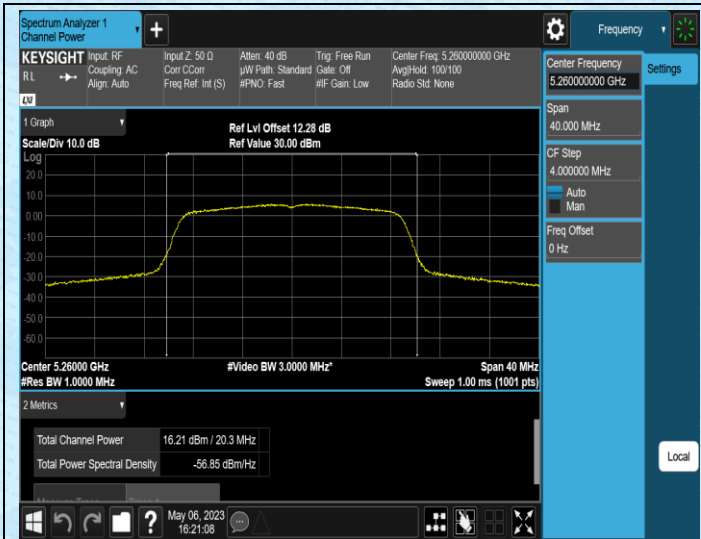 Spectrum Analyzer 1
Channel Power
+
Frequency
KEYSIGHT
RL
LXI
Input: RF
Coupling: AC
Align: Auto
Input Z: 50 Ω
Corr CCorr
Freq Ref: Int (S)
Atten: 40 dB
µW Path: Standard
#PNO: Fast
Trig: Free Run
Gate: Off
#IF Gain: Low
Center Freq: 5.260000000 GHz
Avg|Hold: 100/100
Radio Std: None
Center Frequency
5.260000000 GHz
Settings
Span
40.000 MHz
CF Step
4.000000 MHz
Auto
Man
Freq Offset
0 Hz
1 Graph
Scale/Div 10.0 dB
Ref Lvl Offset 12.28 dB
Ref Value 30.00 dBm
Log
20.0
10.0
0.00
-10.0
-20.0
-30.0
-40.0
-50.0
-60.0
Center 5.26000 GHz
#Res BW 1.0000 MHz
#Video BW 3.0000 MHz*
Span 40 MHz
Sweep 1.00 ms (1001 pts)
2 Metrics
Total Channel Power 16.21 dBm / 20.3 MHz
Total Power Spectral Density -56.85 dBm/Hz
Local
?
May 06, 2023
16:21:08